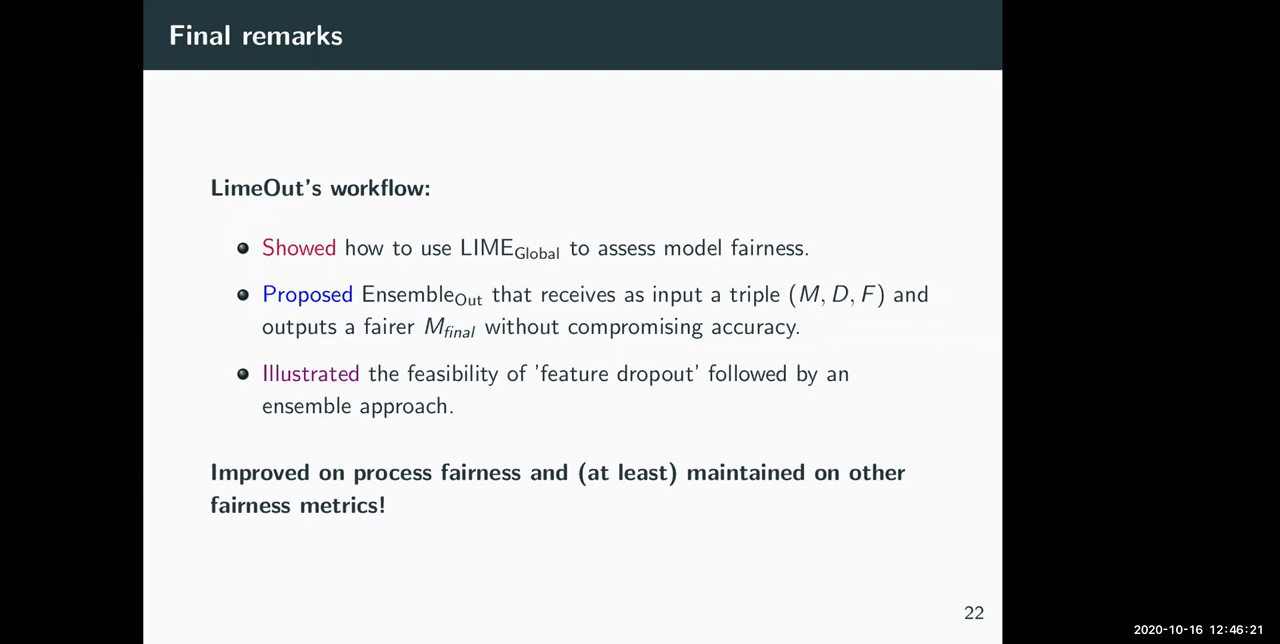 Final remarks
LimeOut's workflow:
Showed how to use LIME_Global to assess model fairness.
Proposed Ensemble_Out that receives as input a triple (M, D, F) and
outputs a fairer M_final without compromising accuracy.
Illustrated the feasibility of 'feature dropout' followed by an
ensemble approach.
Improved on process fairness and (at least) maintained on other
fairness metrics!
22
2020-10-16 12:46:21